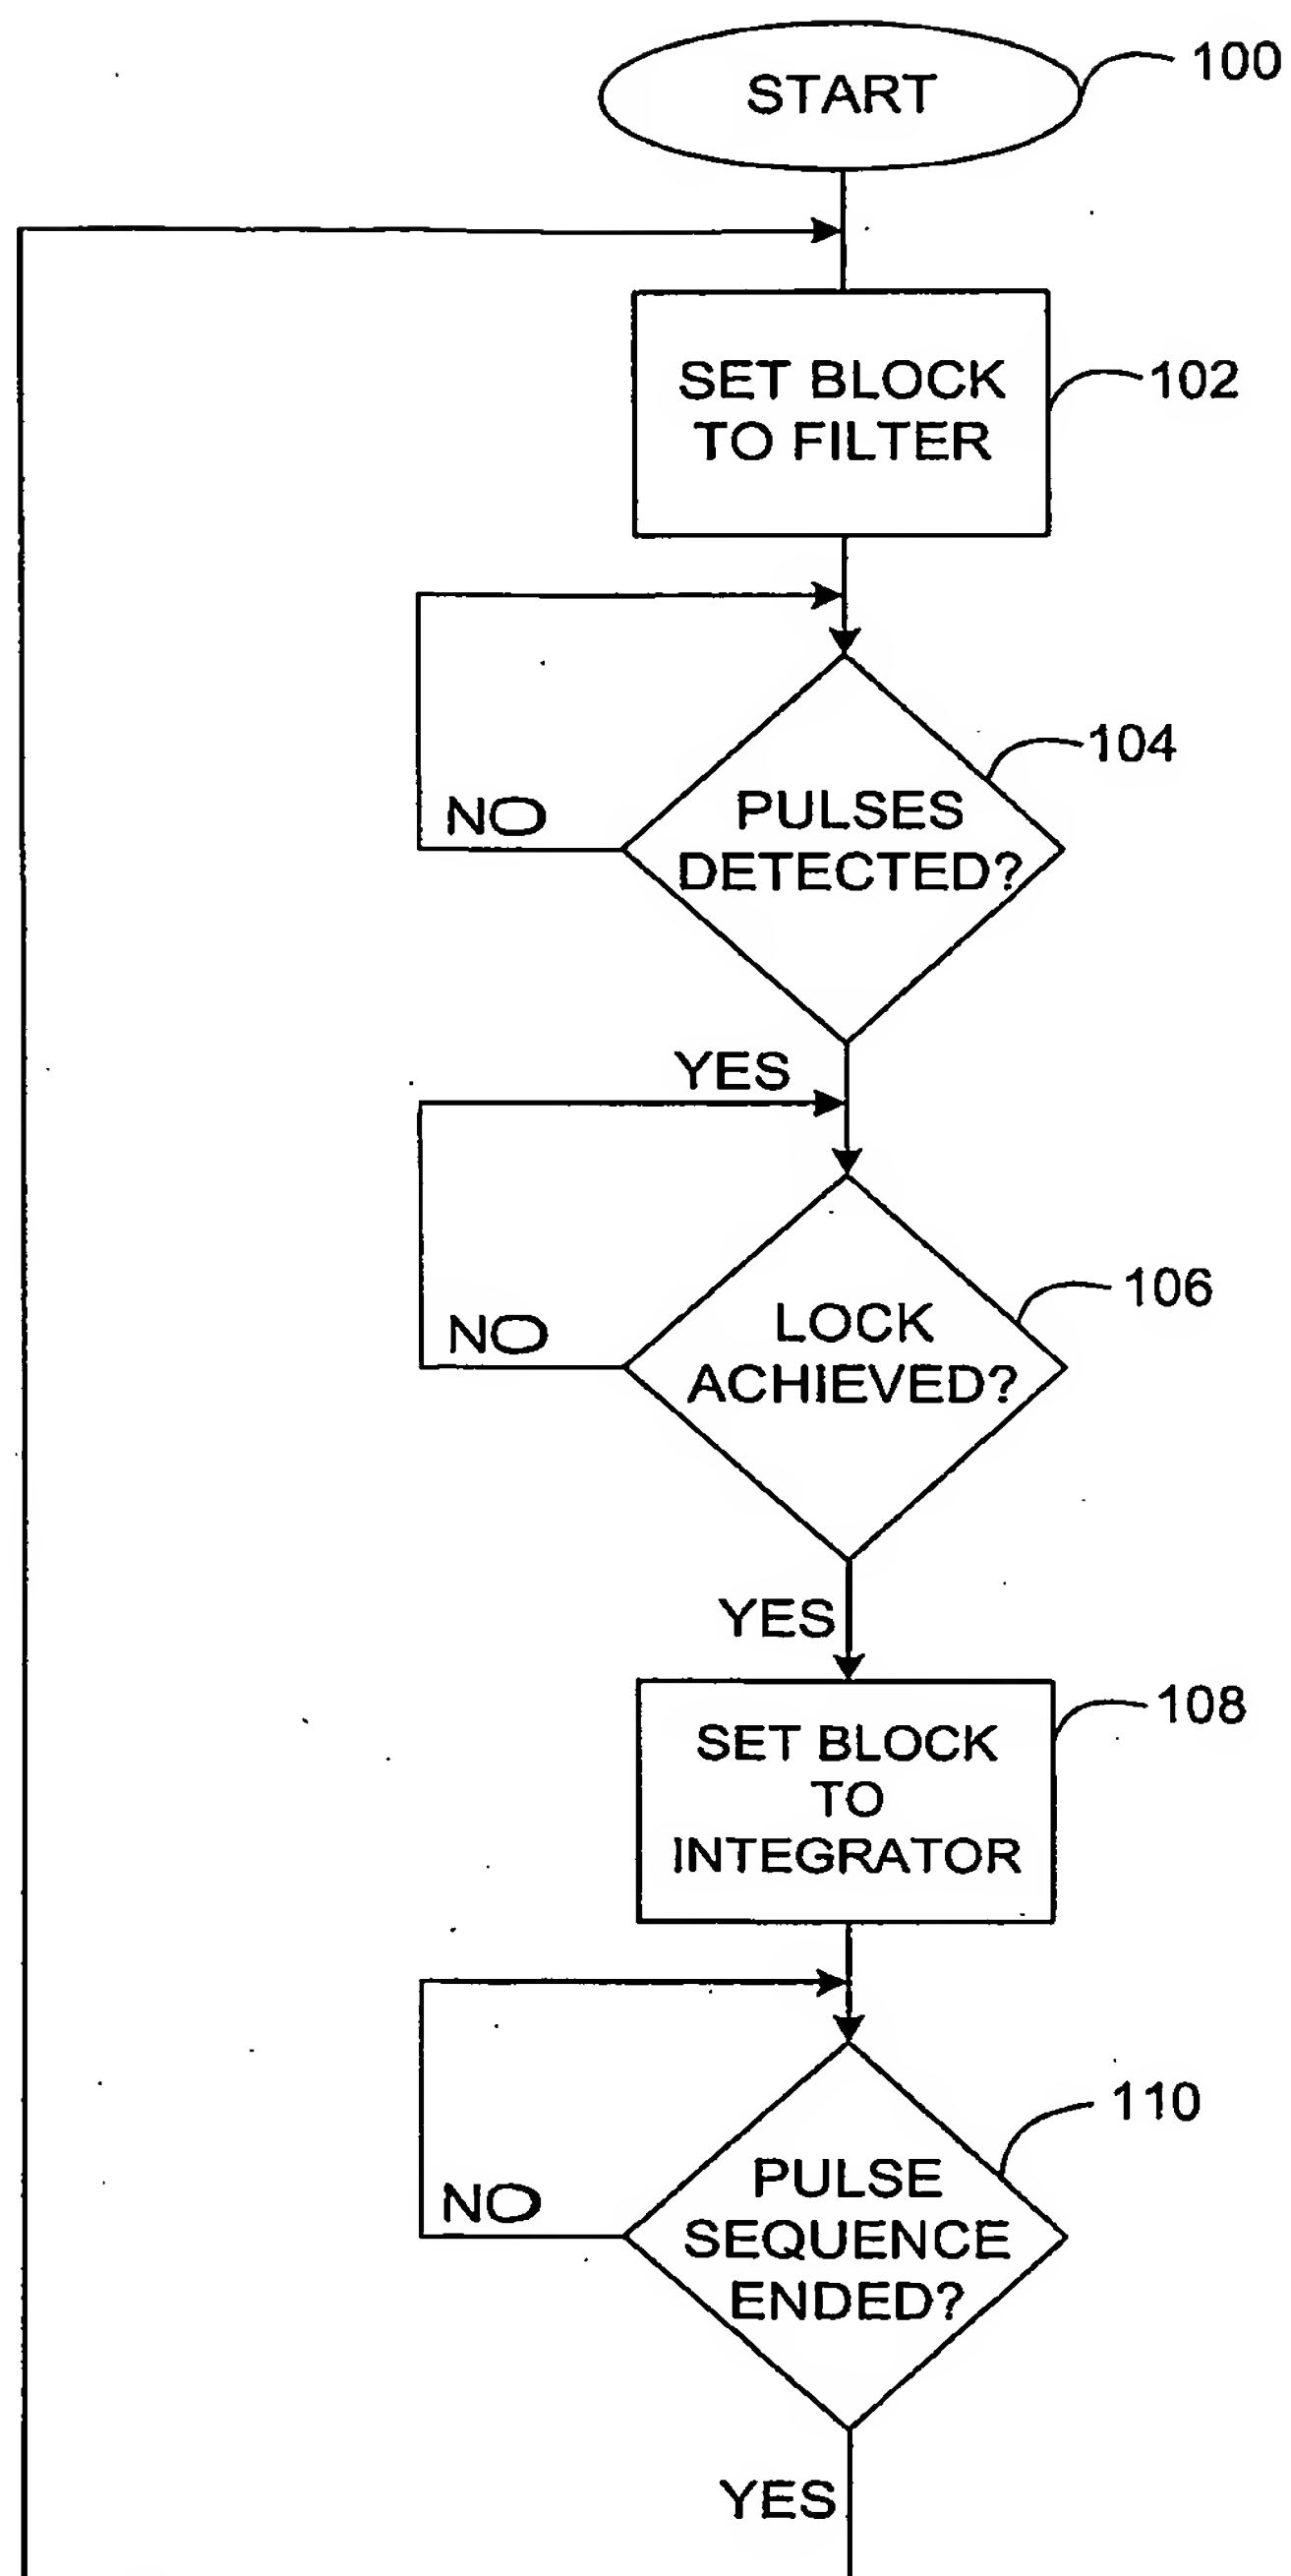 START
100
SET BLOCK
TO FILTER
102
104
PULSES
DETECTED?
NO
YES
106
LOCK
ACHIEVED?
NO
YES
108
SET BLOCK
TO
INTEGRATOR
110
PULSE
SEQUENCE
ENDED?
NO
YES